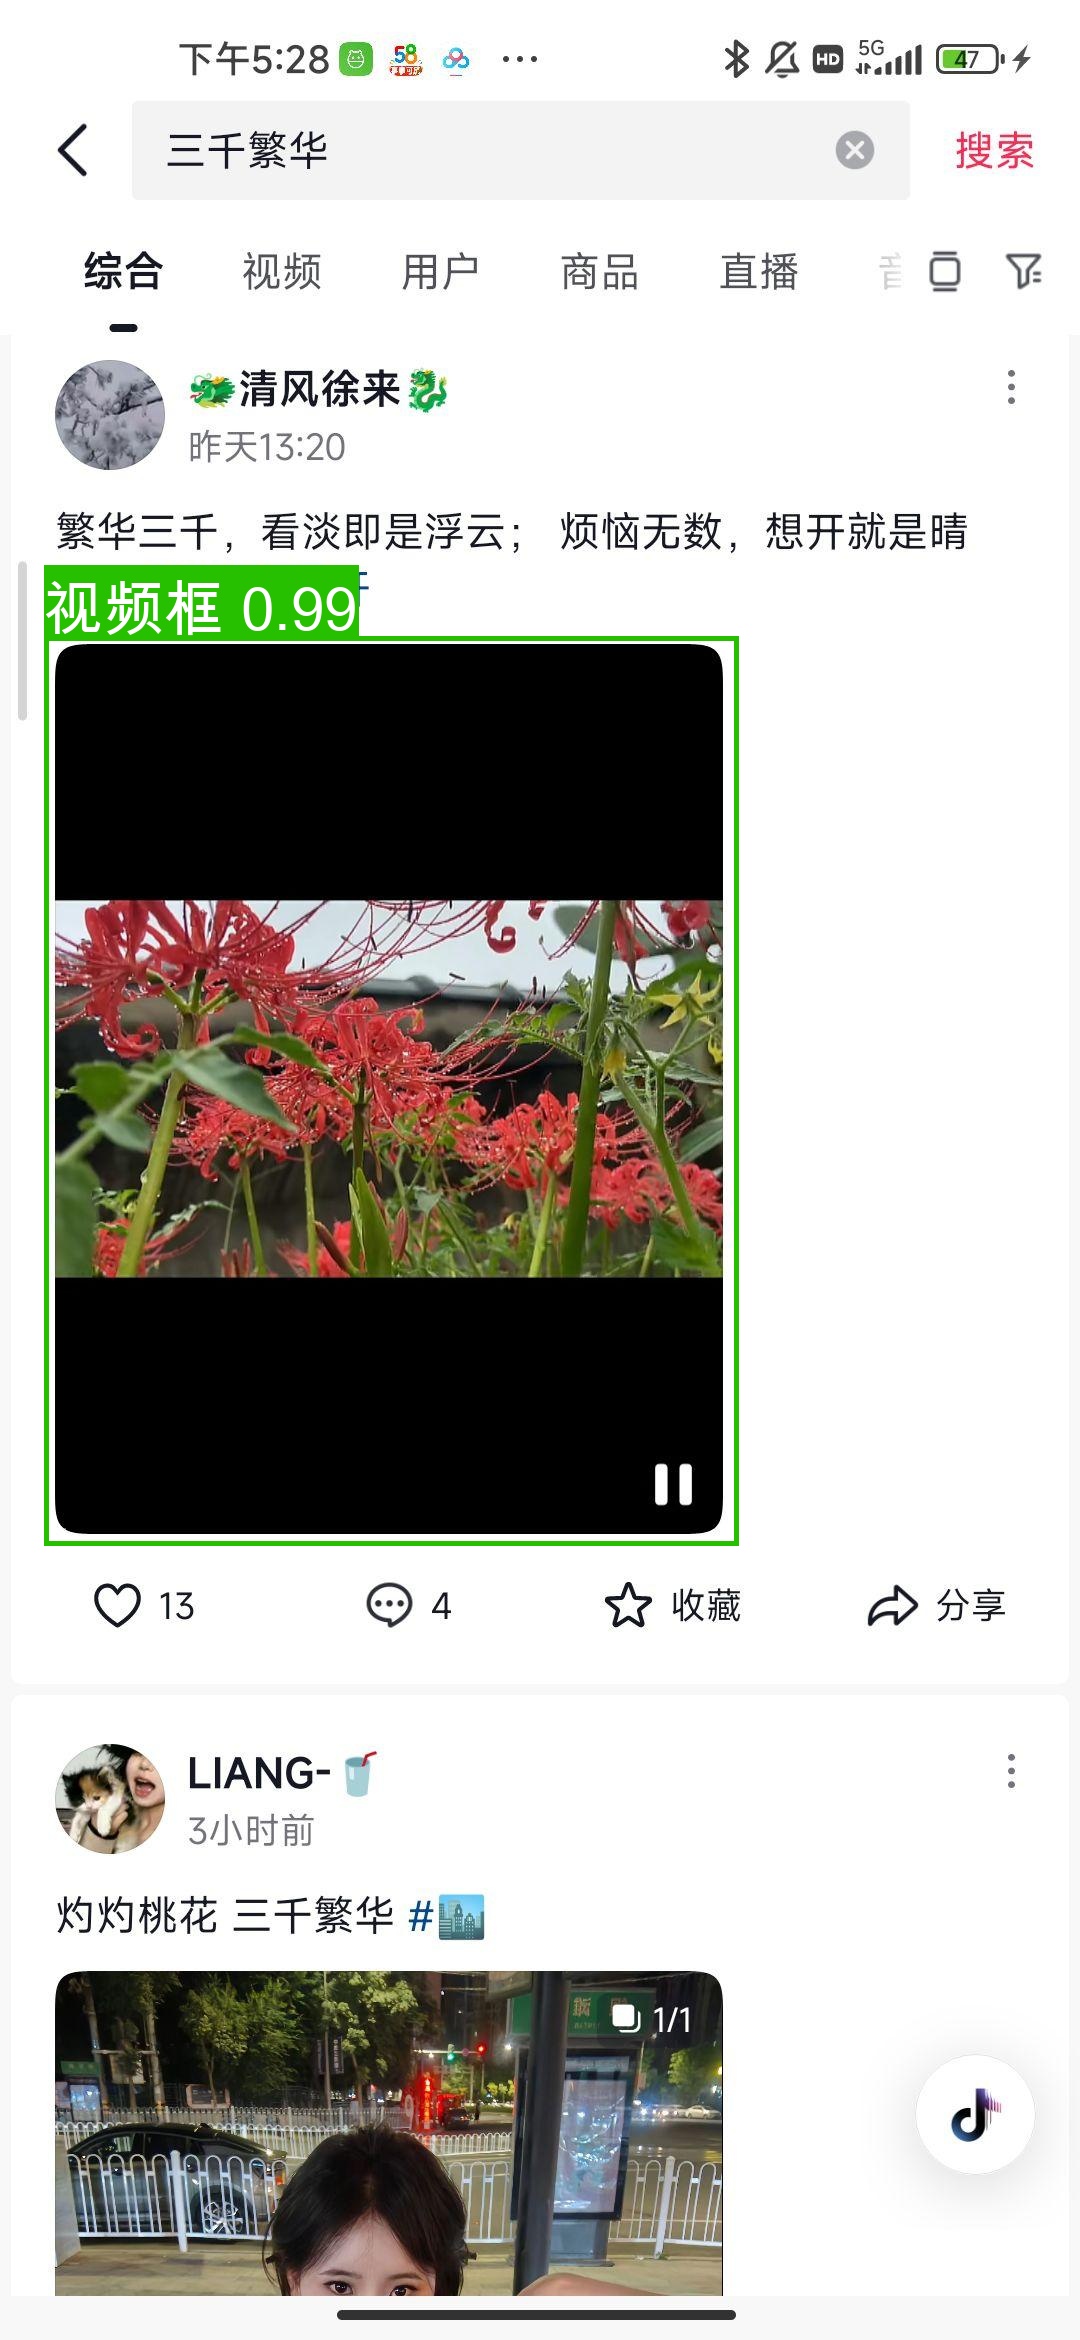 下午5:28
58
HD
5G
47
三千繁华
搜索
综合
视频
用户
商品
直播
清风徐来
昨天13:20
繁华三千，看淡即是浮云； 烦恼无数，想开就是晴
视频框 0.99
13
4
收藏
分享
LIANG-
3小时前
灼灼桃花 三千繁华 #
1/1